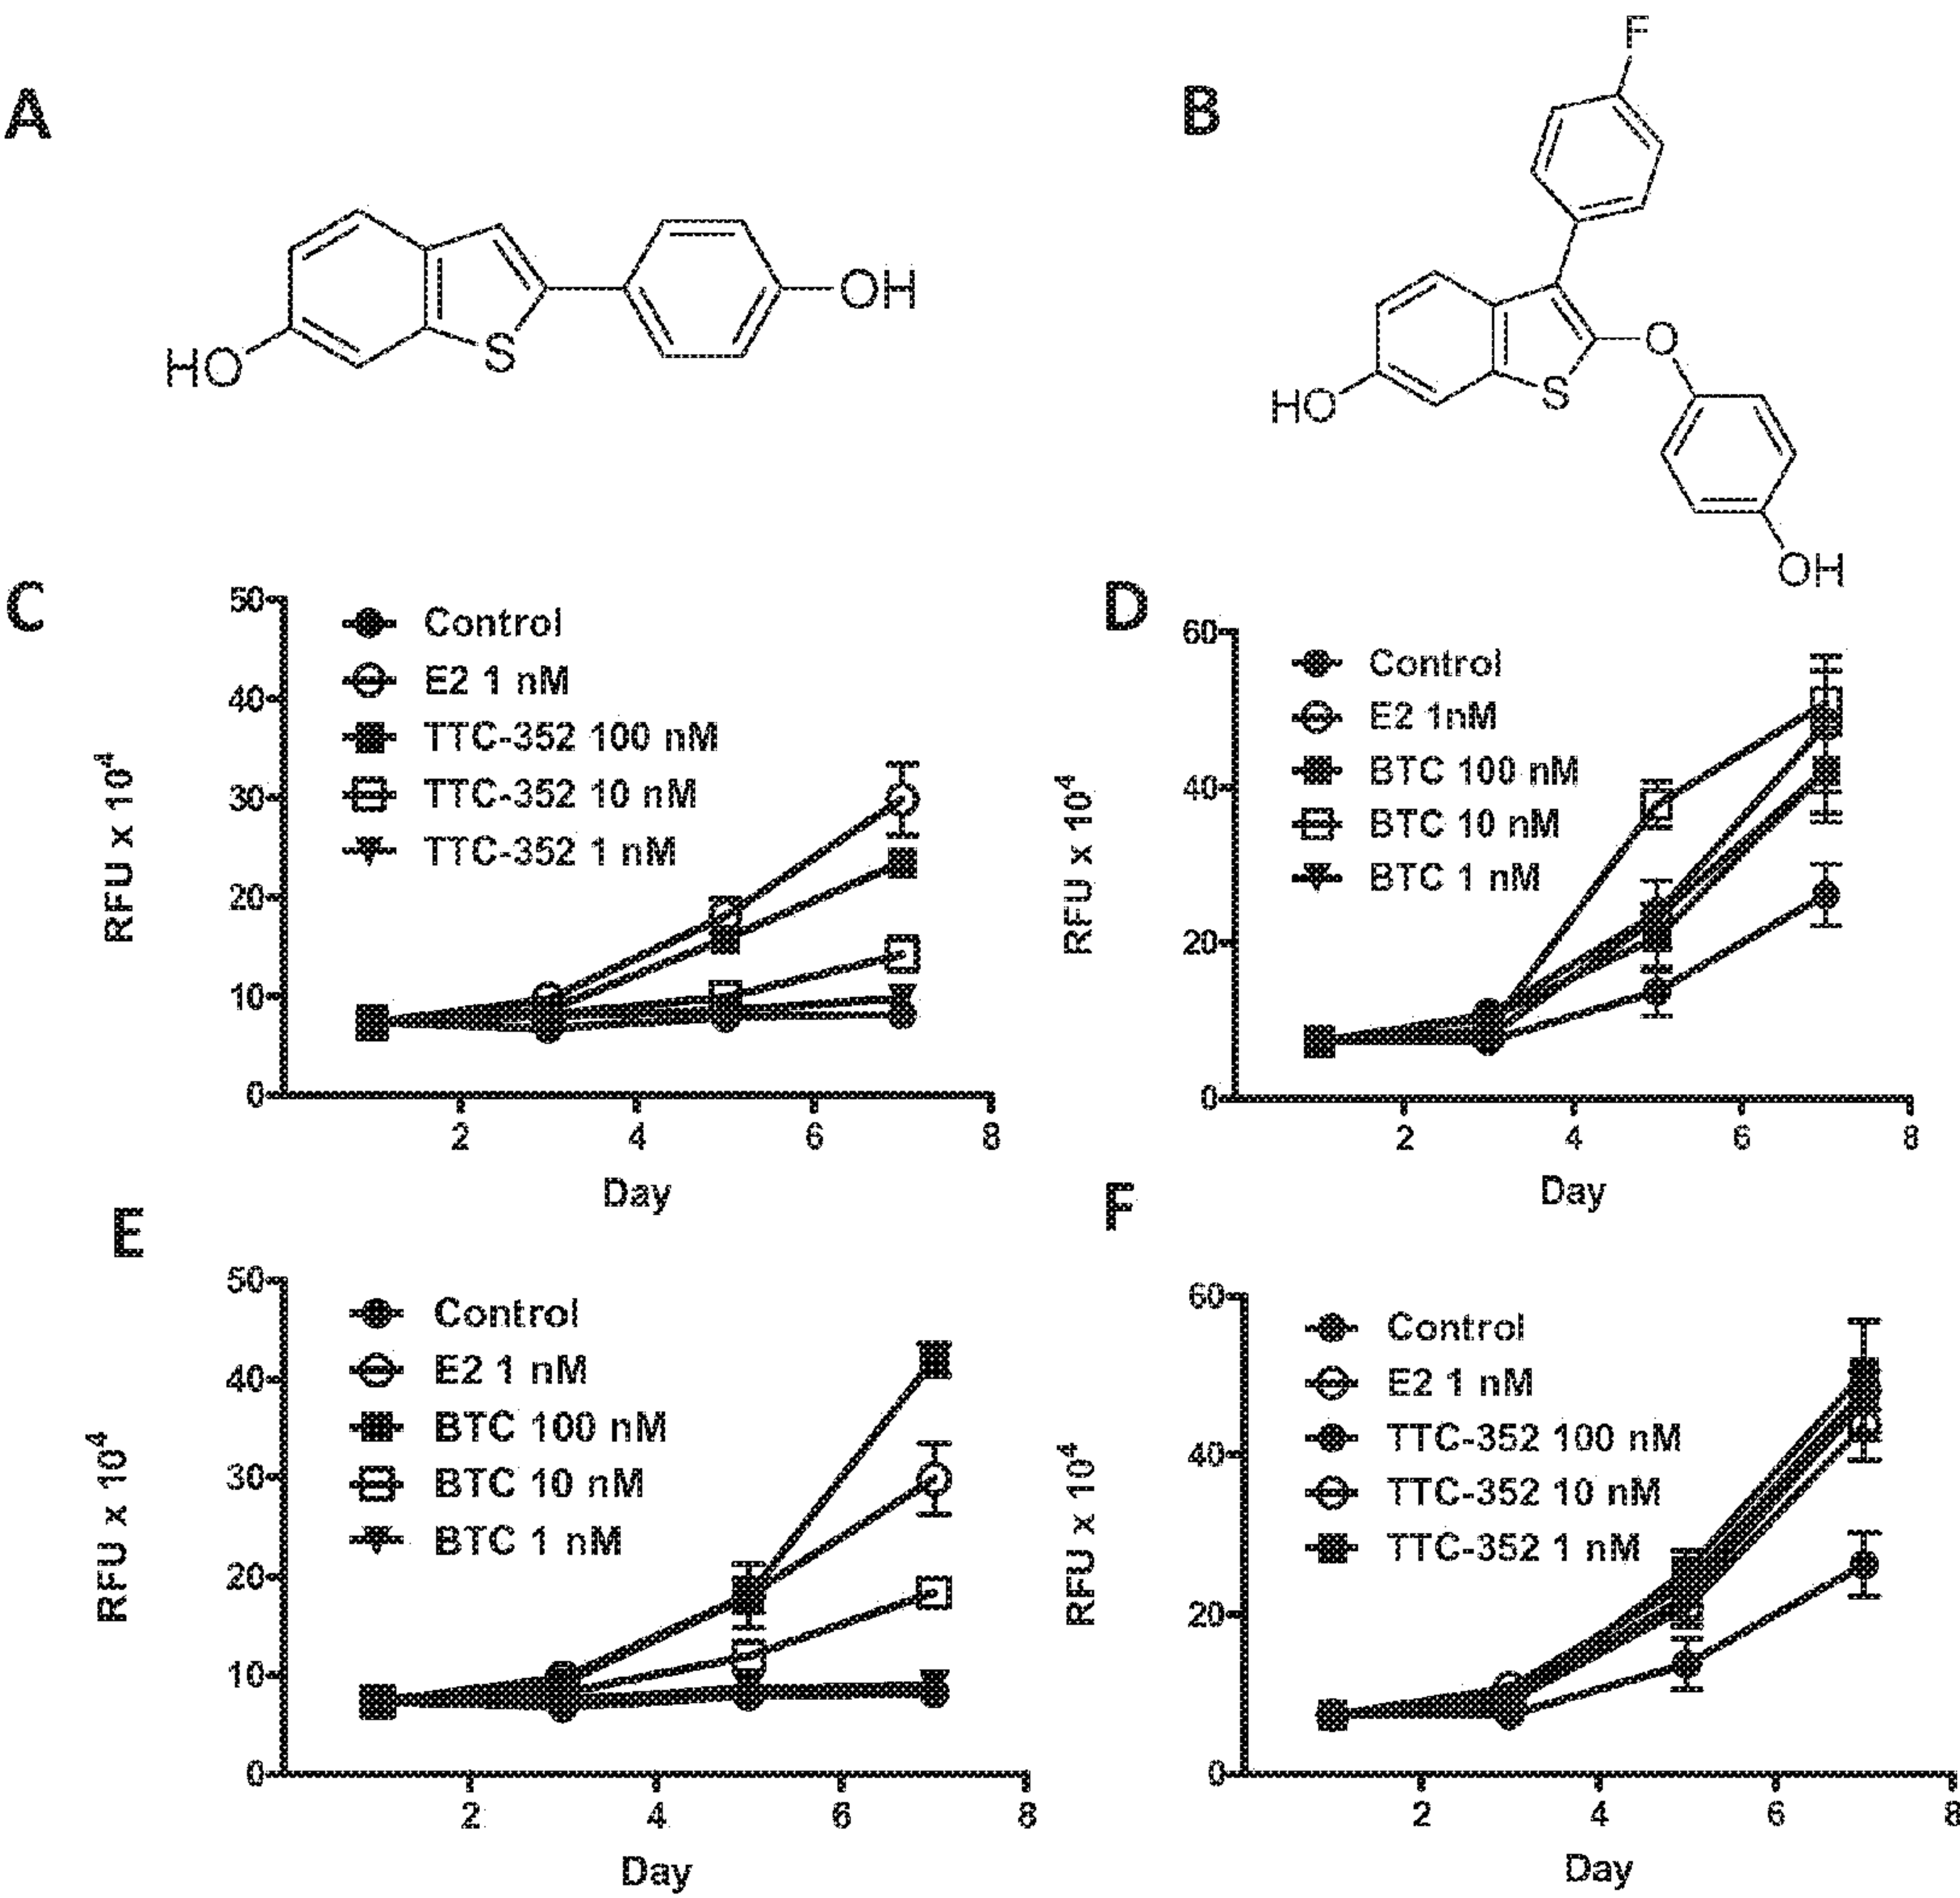 A
B
F
HO
S
OH
O
HO
S
OH
C
50
40
30
20
10
0
2
4
6
8
RFU x 10⁴
Day
Control
E2 1 nM
TTC-352 100 nM
TTC-352 10 nM
TTC-352 1 nM
D
60
40
20
0
2
4
6
8
RFU x 10⁴
Day
Control
E2 1nM
BTC 100 nM
BTC 10 nM
BTC 1 nM
E
50
40
30
20
10
0
2
4
6
8
RFU x 10⁴
Day
Control
E2 1 nM
BTC 100 nM
BTC 10 nM
BTC 1 nM
F
60
40
20
0
2
4
6
8
RFU x 10⁴
Day
Control
E2 1 nM
TTC-352 100 nM
TTC-352 10 nM
TTC-352 1 nM